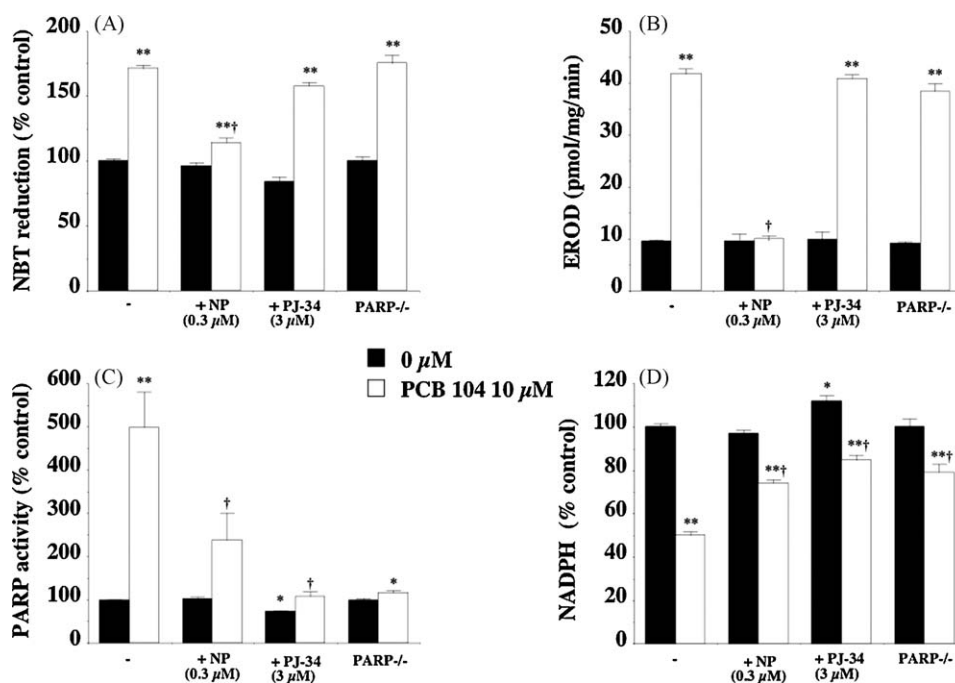 (A)
NBT reduction (% control)
200
150
100
50
0
**
**†
**
**
-
+ NP
(0.3 μM)
+ PJ-34
(3 μM)
PARP-/-
(B)
EROD (pmol/mg/min)
50
40
30
20
10
0
**
†
**
**
-
+ NP
(0.3 μM)
+ PJ-34
(3 μM)
PARP-/-
0 μM
PCB 104 10 μM
(C)
PARP activity (% control)
600
500
400
300
200
100
0
**
†
*
†
*
-
+ NP
(0.3 μM)
+ PJ-34
(3 μM)
PARP-/-
(D)
NADPH (% control)
120
100
80
60
40
20
0
**
**†
*
**†
**†
-
+ NP
(0.3 μM)
+ PJ-34
(3 μM)
PARP-/-